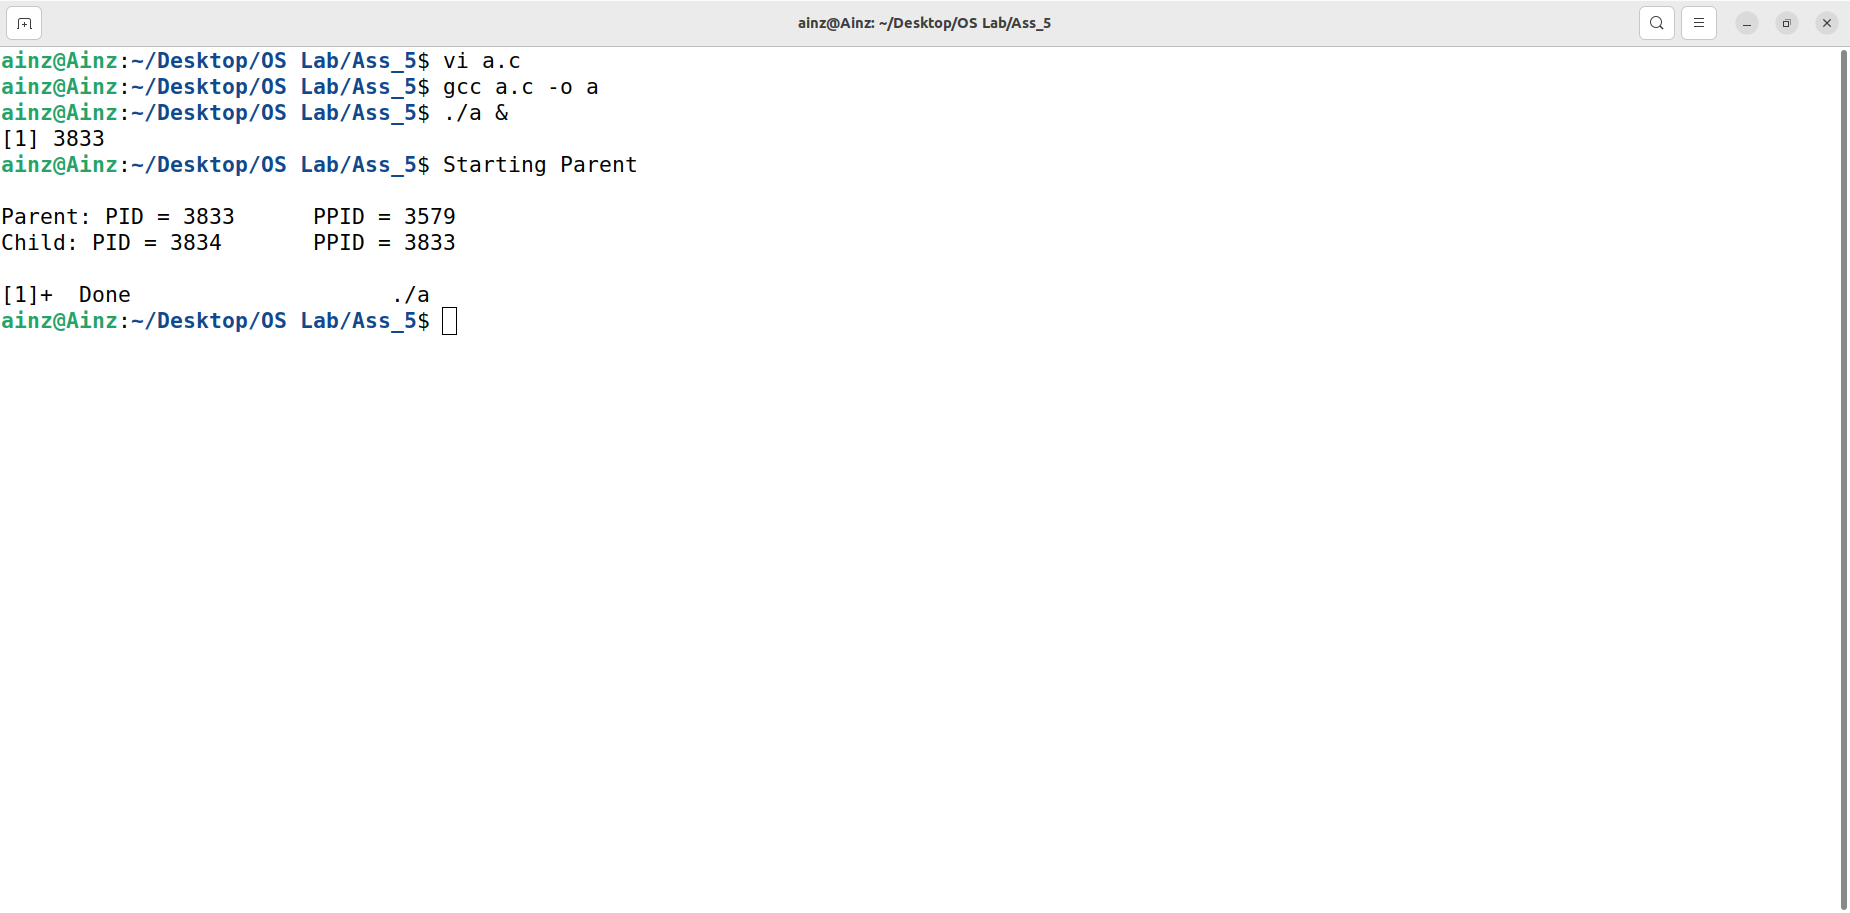 ainz@Ainz: ~/Desktop/OS Lab/Ass_5
ainz@Ainz:~/Desktop/OS Lab/Ass_5$ vi a.c
ainz@Ainz:~/Desktop/OS Lab/Ass_5$ gcc a.c -o a
ainz@Ainz:~/Desktop/OS Lab/Ass_5$ ./a &
[1] 3833
ainz@Ainz:~/Desktop/OS Lab/Ass_5$ Starting Parent
Parent: PID = 3833      PPID = 3579
Child: PID = 3834       PPID = 3833
[1]+  Done                    ./a
ainz@Ainz:~/Desktop/OS Lab/Ass_5$